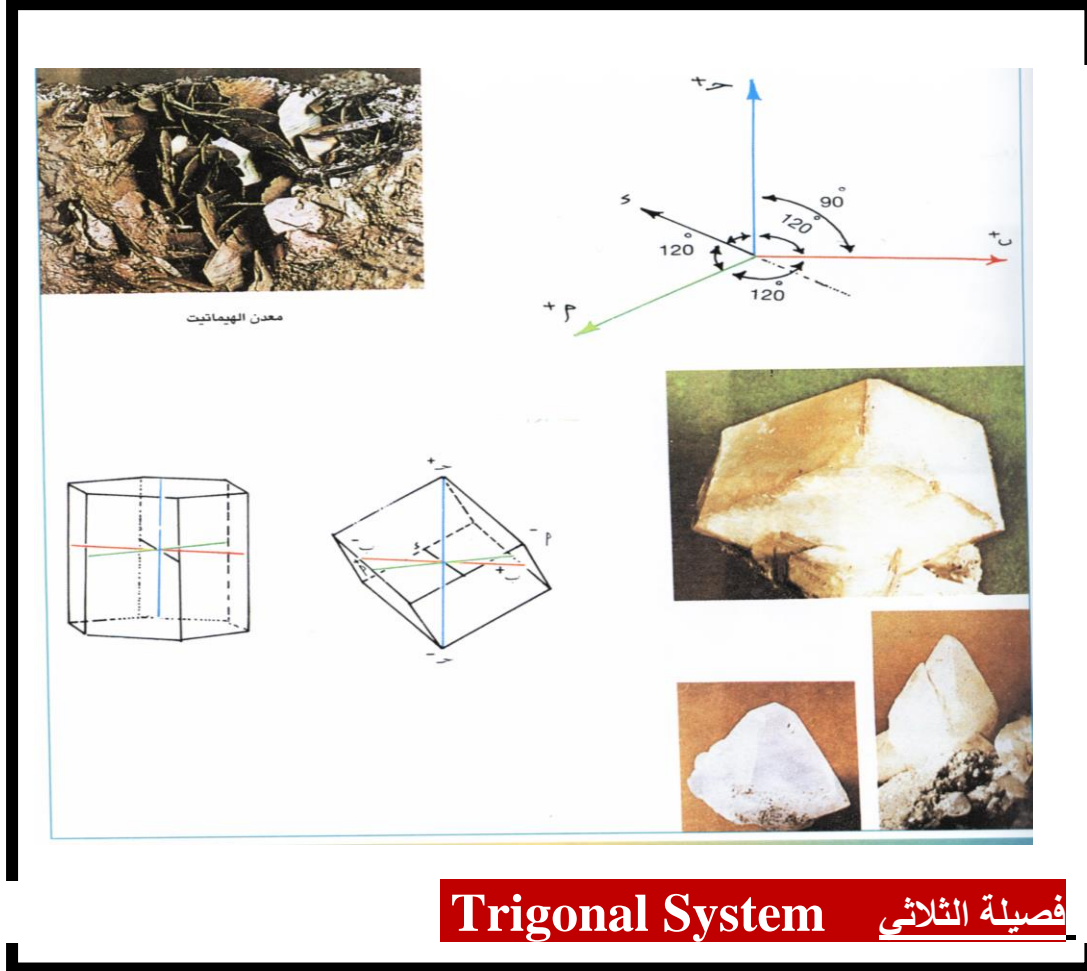 +ح
90°
120°
+ب
120°
120°
+م
معدن الهيماتيت
+ح
-ب
-م
+ب
-ح
فصيلة الثلاثي Trigonal System